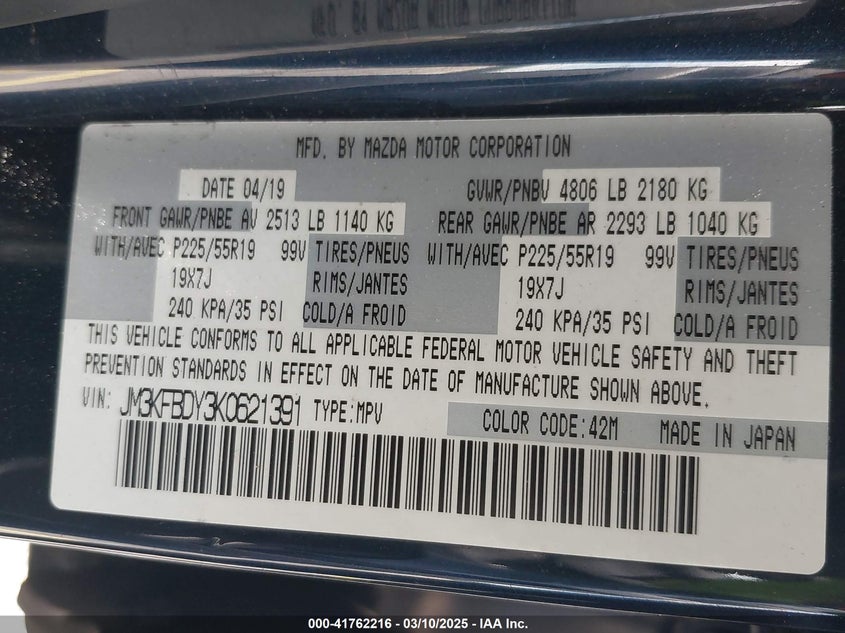 MFD. BY MAZDA MOTOR CORPORATION
DATE 04/19 GVWR/PNBV 4806 LB 2180 KG
FRONT GAWR/PNBE AV 2513 LB 1140 KG REAR GAWR/PNBE AR 2293 LB 1040 KG
WITH/AVEC P225/55R19 99V TIRES/PNEUS WITH/AVEC P225/55R19 99V TIRES/PNEUS
19X7J RIMS/JANTES 19X7J RIMS/JANTES
240 KPA/35 PSI COLD/A FROID 240 KPA/35 PSI COLD/A FROID
THIS VEHICLE CONFORMS TO ALL APPLICABLE FEDERAL MOTOR VEHICLE SAFETY AND THEFT
PREVENTION STANDARDS IN EFFECT ON THE DATE OF MANUFACTURE SHOWN ABOVE.
VIN: JM3KFBDY3K0621391 TYPE:MPV COLOR CODE:42M MADE IN JAPAN
000-41762216 - 03/10/2025 - IAA Inc.